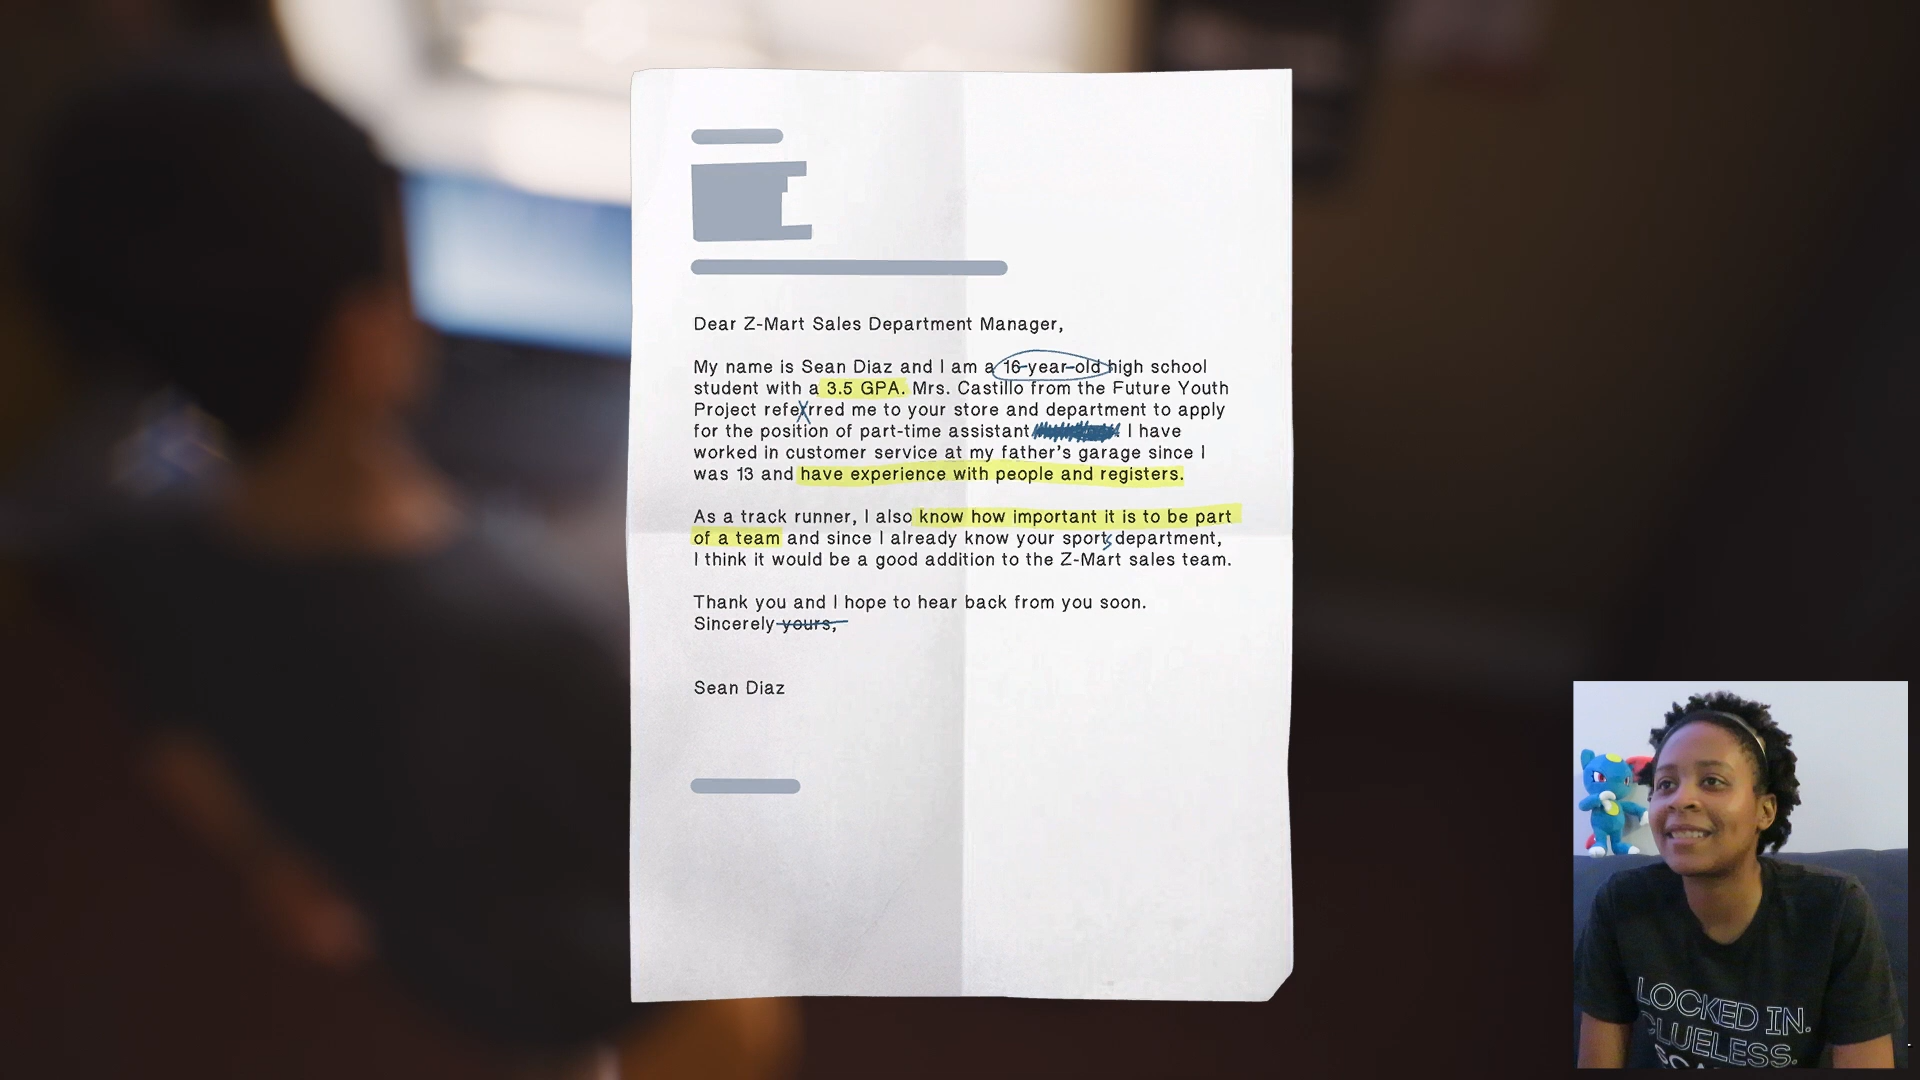 Dear Z-Mart Sales Department Manager,
My name is Sean Diaz and I am a 16-year-old high school
student with a 3.5 GPA. Mrs. Castillo from the Future Youth
Project referrred me to your store and department to apply
for the position of part-time assistant I have
worked in customer service at my father's garage since I
was 13 and have experience with people and registers.
As a track runner, I also know how important it is to be part
of a team and since I already know your sports department,
I think it would be a good addition to the Z-Mart sales team.
Thank you and I hope to hear back from you soon.
Sincerely yours,
Sean Diaz
LOCKED IN.
CLUELESS.